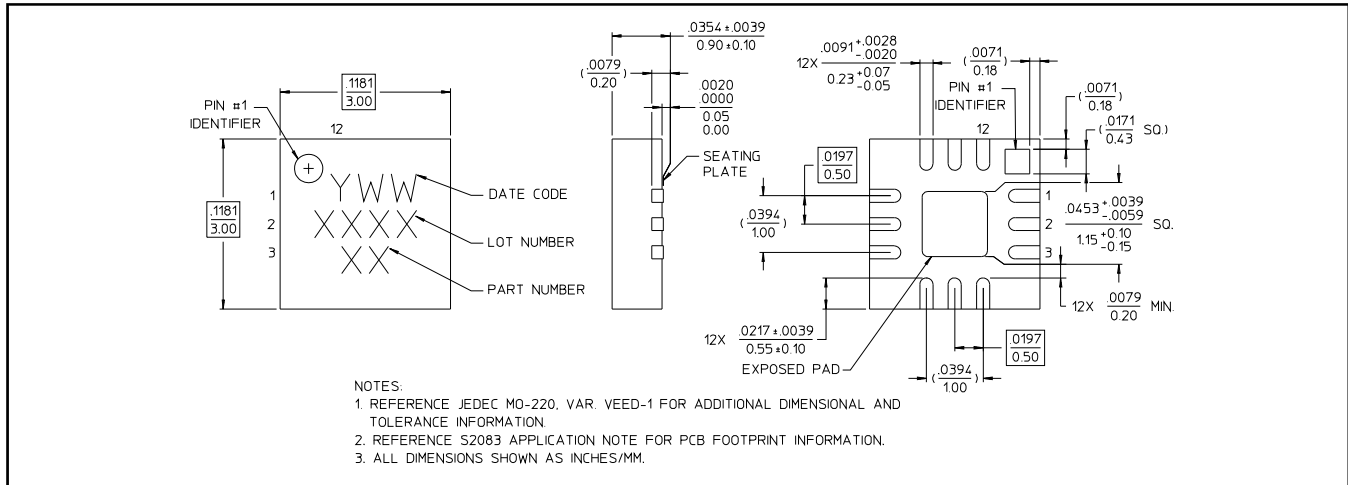 .1181
3.00
PIN #1
IDENTIFIER
12
.1181
3.00
1
2
3
YWW
XXXX
XX
DATE CODE
LOT NUMBER
PART NUMBER
.0354 ±.0039
0.90 ±0.10
(.0079
0.20)
.0020
.0000
0.05
0.00
SEATING
PLATE
12X .0091 +.0028
-.0020
0.23 +0.07
-0.05
(.0071
0.18)
PIN #1
IDENTIFIER
12
(.0071
0.18)
(.0171
0.43 SQ.)
.0197
0.50
(.0394
1.00)
1
2
3
.0453 +.0039
-.0059 SQ.
1.15 +0.10
-0.15
12X .0079
0.20 MIN.
12X .0217 ±.0039
0.55 ±0.10
EXPOSED PAD
(.0394
1.00)
.0197
0.50
NOTES:
1. REFERENCE JEDEC MO-220, VAR. VEED-1 FOR ADDITIONAL DIMENSIONAL AND
TOLERANCE INFORMATION.
2. REFERENCE S2083 APPLICATION NOTE FOR PCB FOOTPRINT INFORMATION.
3. ALL DIMENSIONS SHOWN AS INCHES/MM.